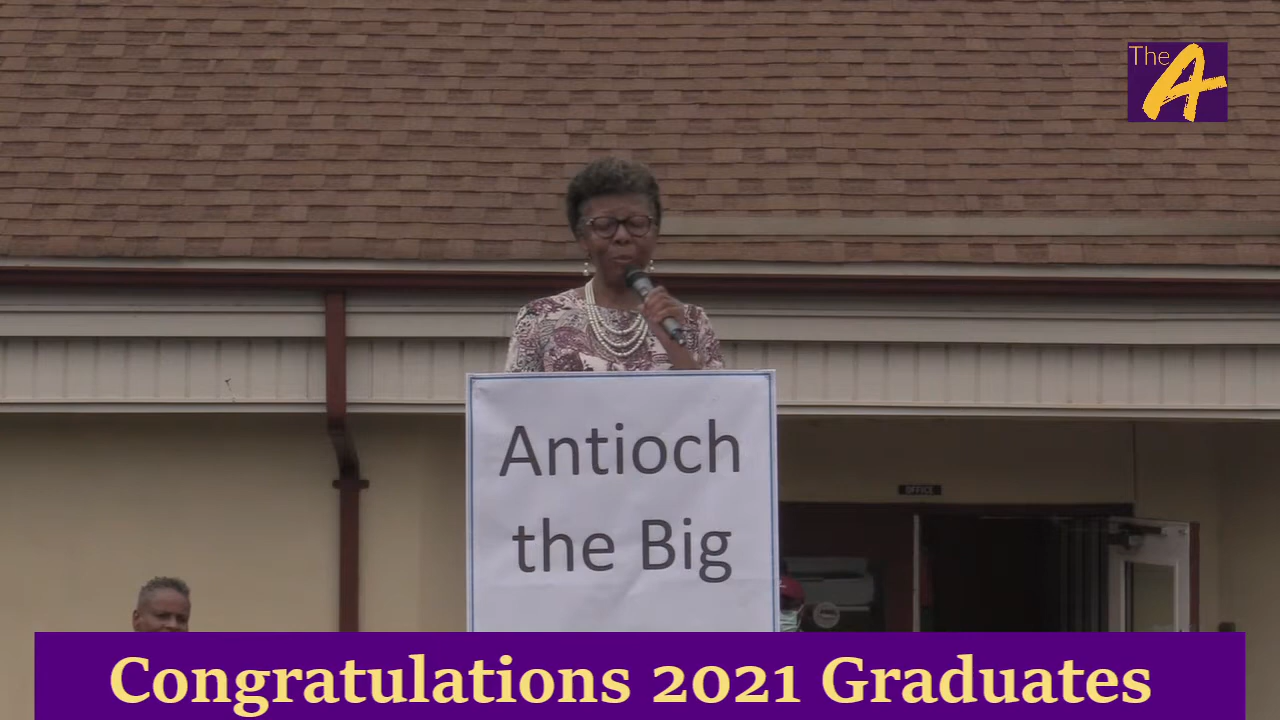 The A
Antioch
the Big
OFFICE
Congratulations 2021 Graduates